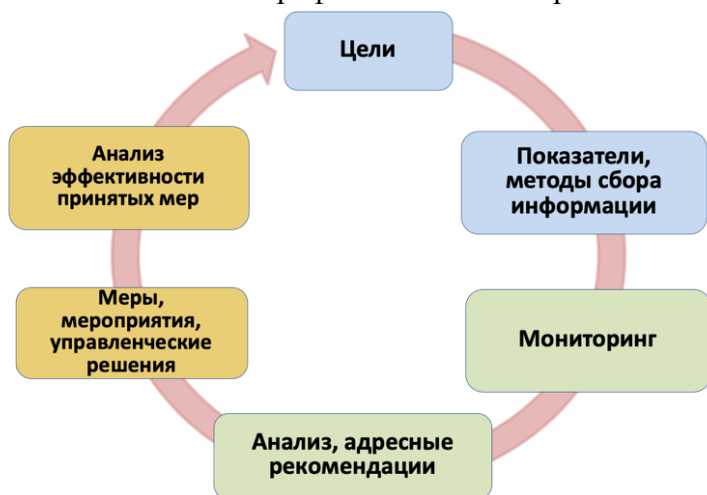 Цели
Показатели,
методы сбора
информации
Мониторинг
Анализ, адресные
рекомендации
Меры,
мероприятия,
управленческие
решения
Анализ
эффективности
принятых мер